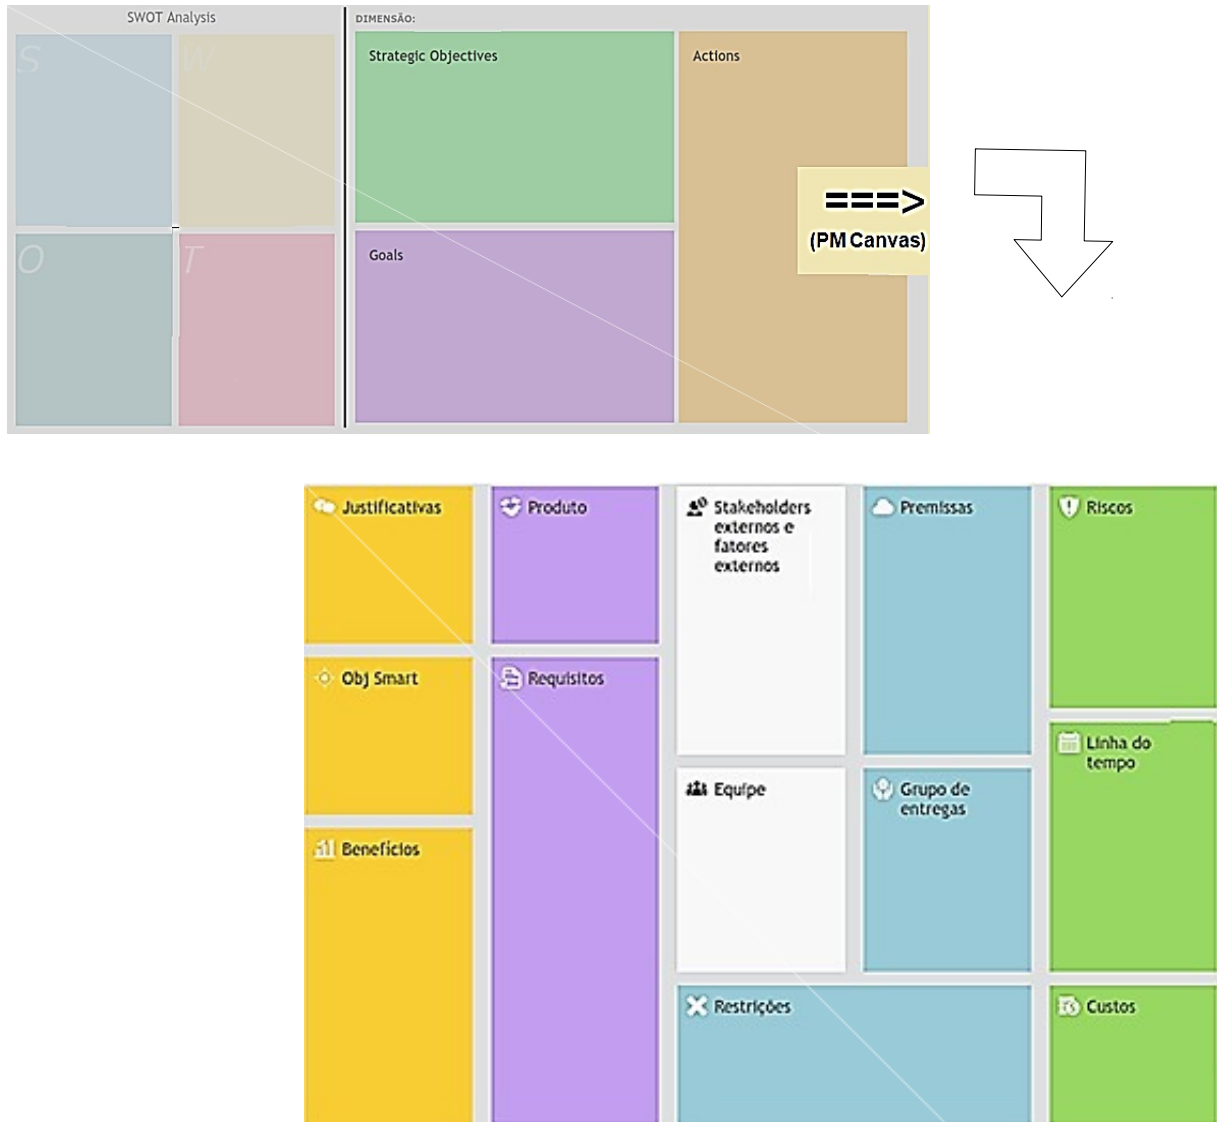 SWOT Analysis
S
W
O
T
DIMENSÃO:
Strategic Objectives
Actions
Goals
===>
(PM Canvas)
Justificativas
Produto
Stakeholders
externos e
fatores
externos
Premissas
Riscos
Obj Smart
Requisitos
Linha do
tempo
Equipe
Grupo de
entregas
Benefícios
Restrições
Custos